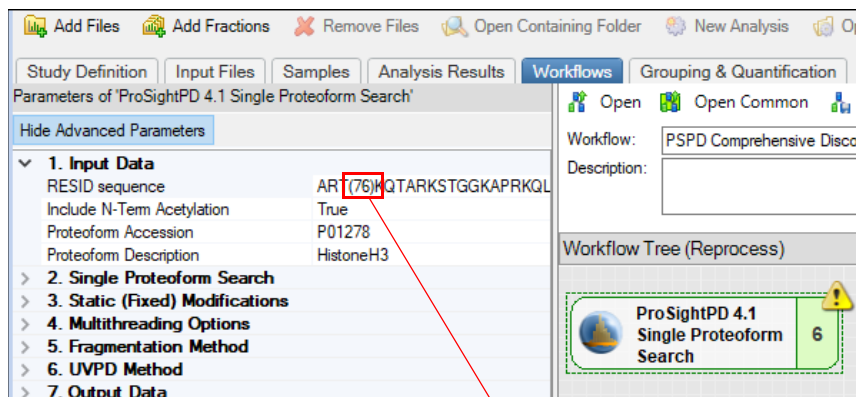 Add Files Add Fractions Remove Files Open Containing Folder New Analysis
Study Definition Input Files Samples Analysis Results Workflows Grouping & Quantification
Parameters of 'ProSightPD 4.1 Single Proteoform Search'
Hide Advanced Parameters
1. Input Data
RESID sequence ART(76)KQTARKSTGGKAPRKQL
Include N-Term Acetylation True
Proteoform Accession P01278
Proteoform Description HistoneH3
2. Single Proteoform Search
3. Static (Fixed) Modifications
4. Multithreading Options
5. Fragmentation Method
6. UVPD Method
7. Output Data
Open Open Common
Workflow: PSPD Comprehensive Disco
Description:
Workflow Tree (Reprocess)
ProSightPD 4.1
Single Proteoform 6
Search